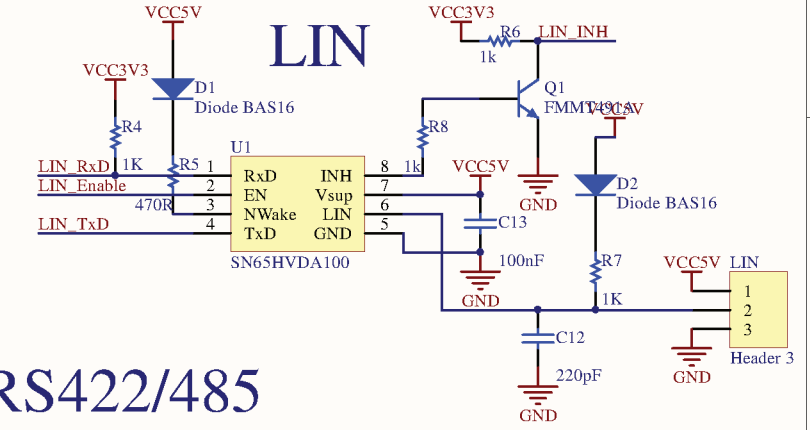 VCC5V
VCC3V3
LIN
R6
LIN_INH
1k
VCC3V3
D1
Diode BAS16
Q1
FMMT491A
VCC5V
R4
R8
LIN_RxD
1K
R5
U1
1k
VCC5V
LIN_Enable
470R
LIN_TxD
1
2
3
4
RxD
EN
NWake
TxD
INH
Vsup
LIN
GND
8
7
6
5
SN65HVDA100
GND
D2
Diode BAS16
C13
100nF
GND
R7
1K
VCC5V
LIN
1
2
3
Header 3
GND
C12
220pF
GND
RS422/485